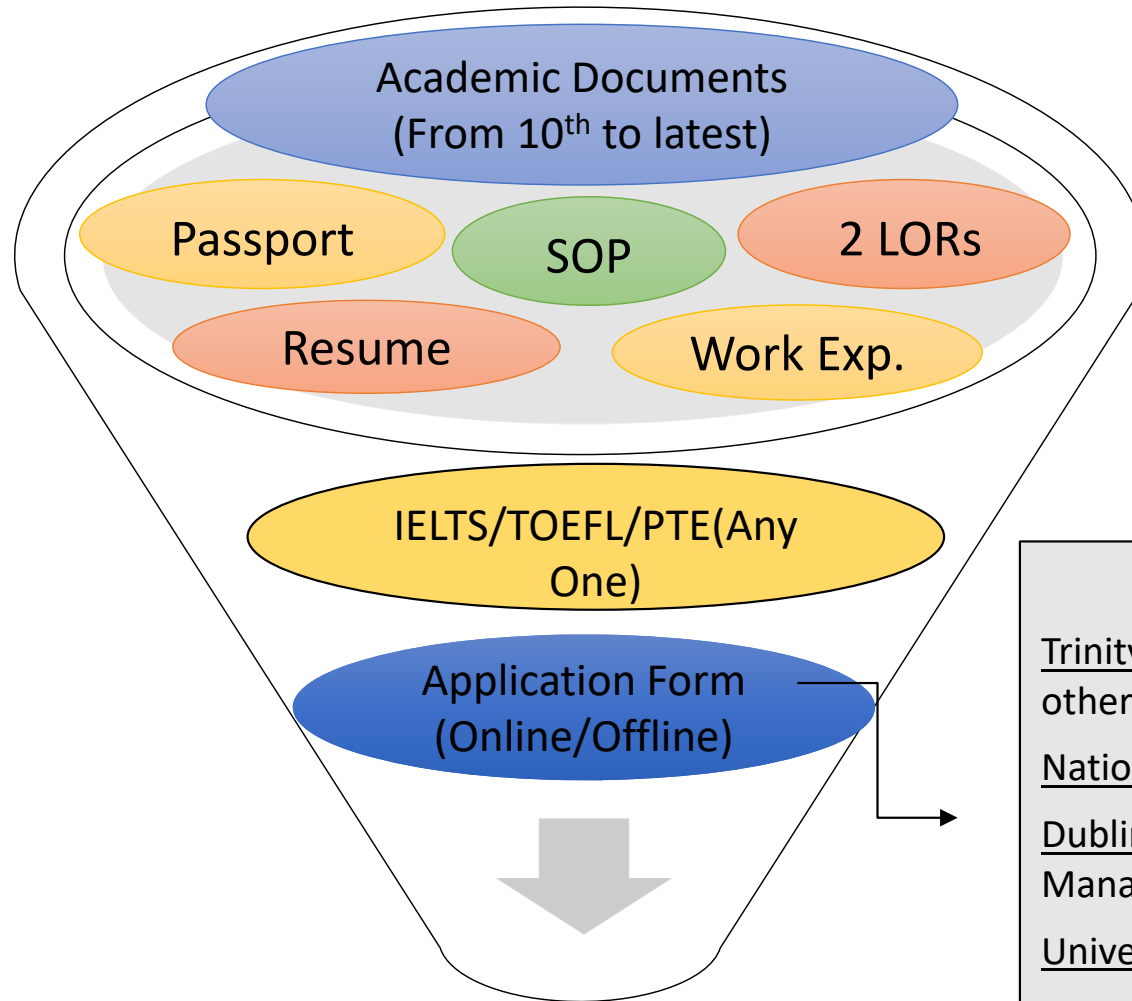 Academic Documents
(From 10th to latest)
Passport
SOP
2 LORs
Resume
Work Exp.
IELTS/TOEFL/PTE(Any
One)
Application Form
(Online/Offline)
Trinity
other
Natio
Dublin
Mana
Unive